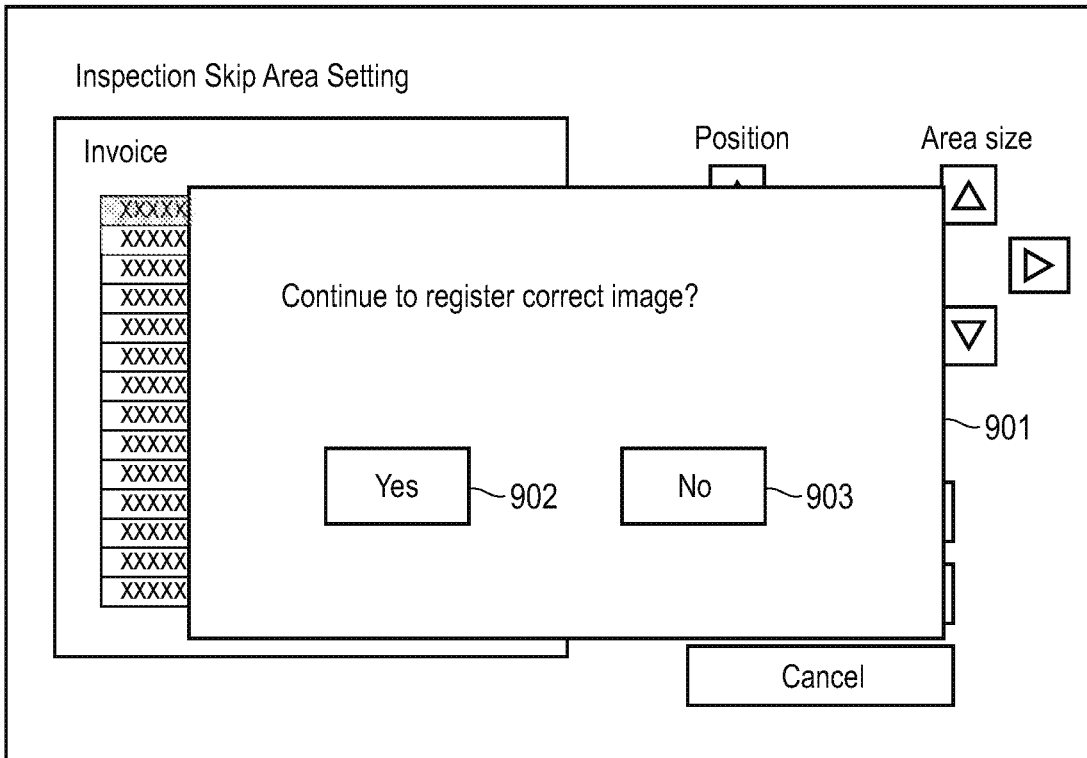 Inspection Skip Area Setting
Invoice
Position
Area size
XXXXX
XXXXX
XXXXX
XXXXX
XXXXX
XXXXX
XXXXX
XXXXX
XXXXX
XXXXX
XXXXX
XXXXX
XXXXX
XXXXX
Continue to register correct image?
901
Yes
902
No
903
Cancel